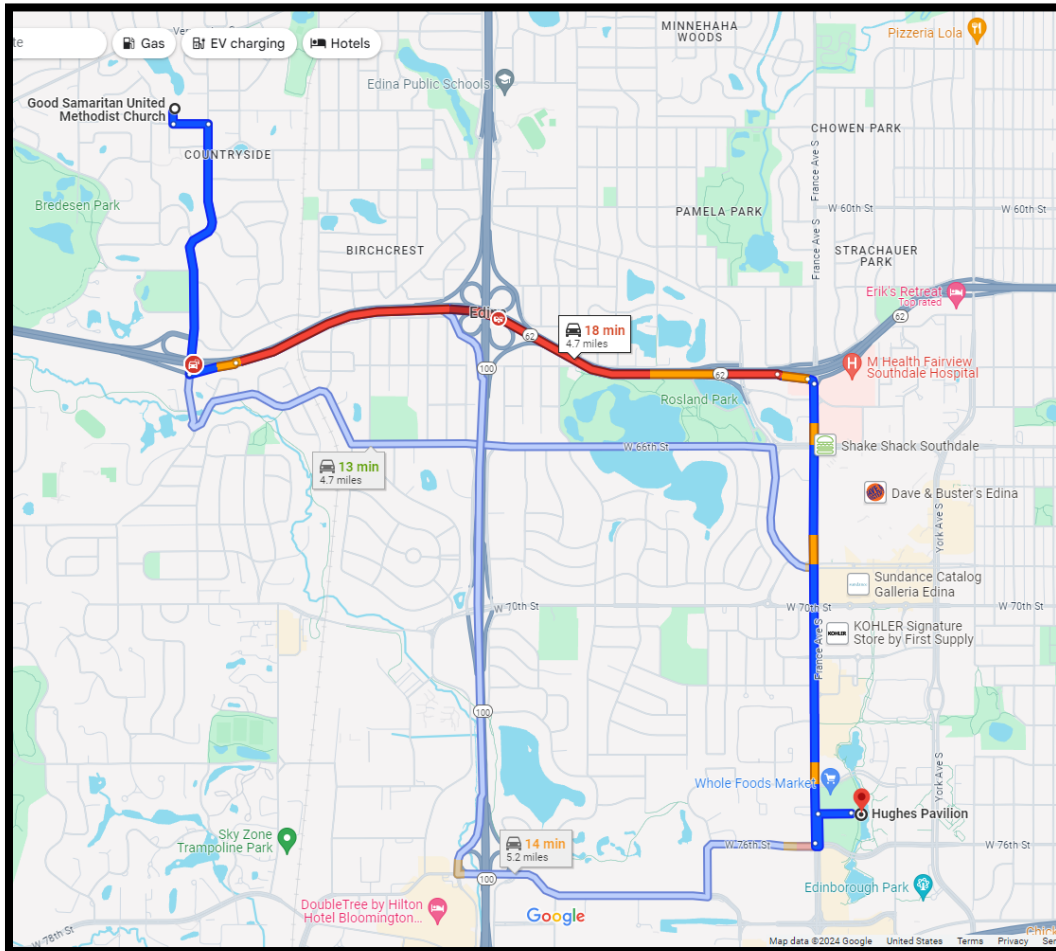 te
Gas
EV charging
Hotels
MINNEHAHA
WOODS
Pizzeria Lola
Edina Public Schools
Good Samaritan United
Methodist Church
COUNTRYSIDE
CHOWEN PARK
France Ave S
Bredesen Park
PAMELA PARK
W 60th St
W 60th St
BIRCHCREST
STRACHAUER
PARK
France Ave S
Erik's Retreat
Top rated
62
18 min
4.7 miles
62
100
62
M Health Fairview
Southdale Hospital
Rosland Park
W 66th St
Shake Shack Southdale
13 min
4.7 miles
Dave & Buster's Edina
York Ave S
Sundance Catalog
Galleria Edina
W 70th St
W 70th St
W 70th St
KOHLER
KOHLER Signature
Store by First Supply
France Ave S
100
Whole Foods Market
York Ave S
Hughes Pavilion
Sky Zone
Trampoline Park
14 min
5.2 miles
W 76th St
W 76th St
100
Edinborough Park
DoubleTree by Hilton
Hotel Bloomington...
Google
W 78th St
Map data ©2024 Google
United States
Terms
Privacy